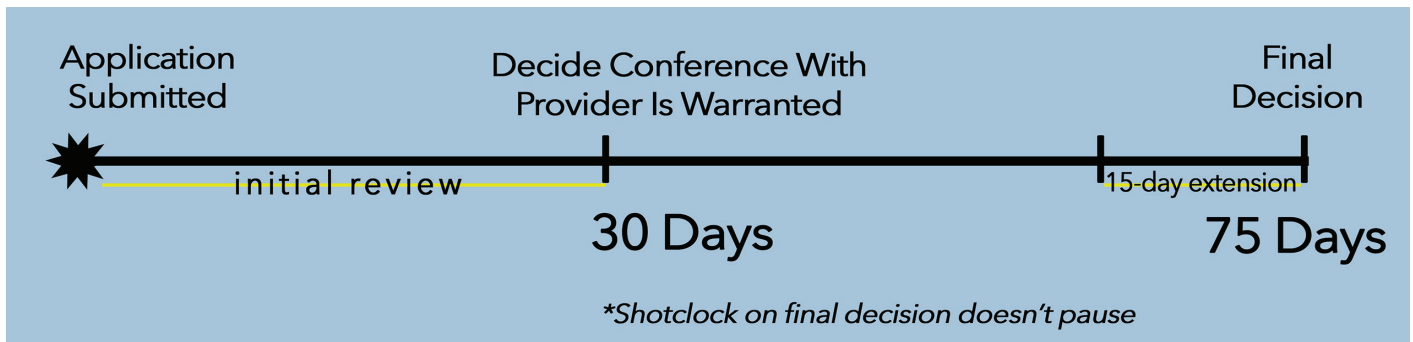 Application
Submitted
Decide Conference With
Provider Is Warranted
Final
Decision
initial review
15-day extension
30 Days
75 Days
*Shotclock on final decision doesn’t pause